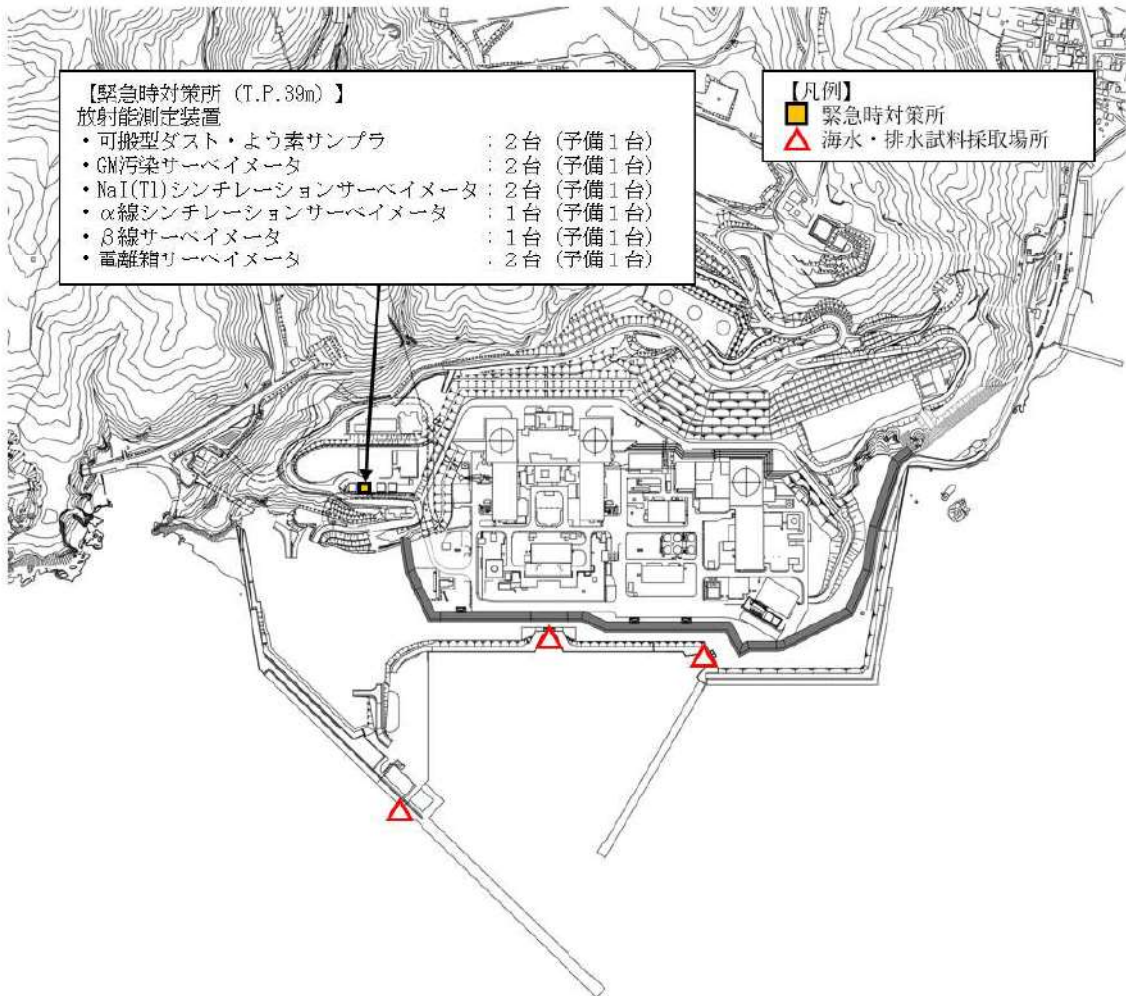 【緊急時対策所 (T.P.39m) 】
放射能測定装置
・可搬型ダスト・よう素サンプラ : 2台 (予備1台)
・GM汚染サーベイメータ : 2台 (予備1台)
・NaI(Tl)シンチレーションサーベイメータ : 2台 (予備1台)
・α線シンチレーションサーベイメータ : 1台 (予備1台)
・β線サーベイメータ : 1台 (予備1台)
・電離箱サーベイメータ : 2台 (予備1台)
【凡例】
緊急時対策所
海水・排水試料採取場所